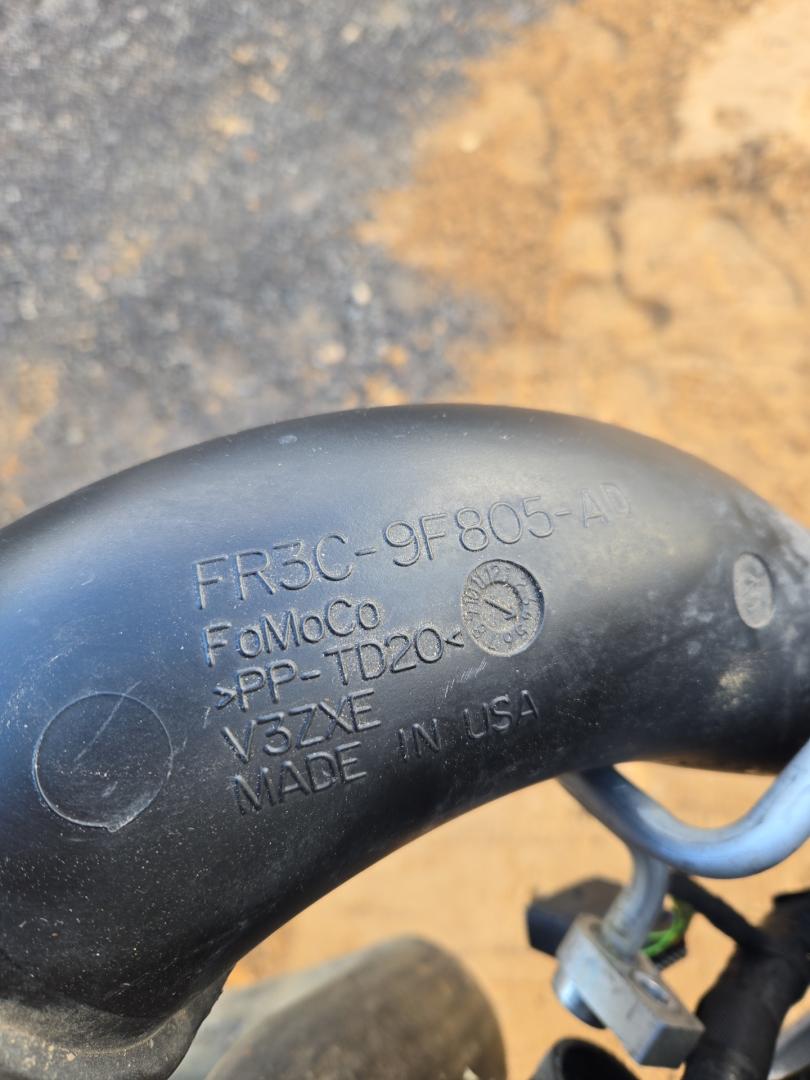 FR3C-9F805-AD
FoMoCo
>PP-TD20<
V3ZXE
MADE IN USA